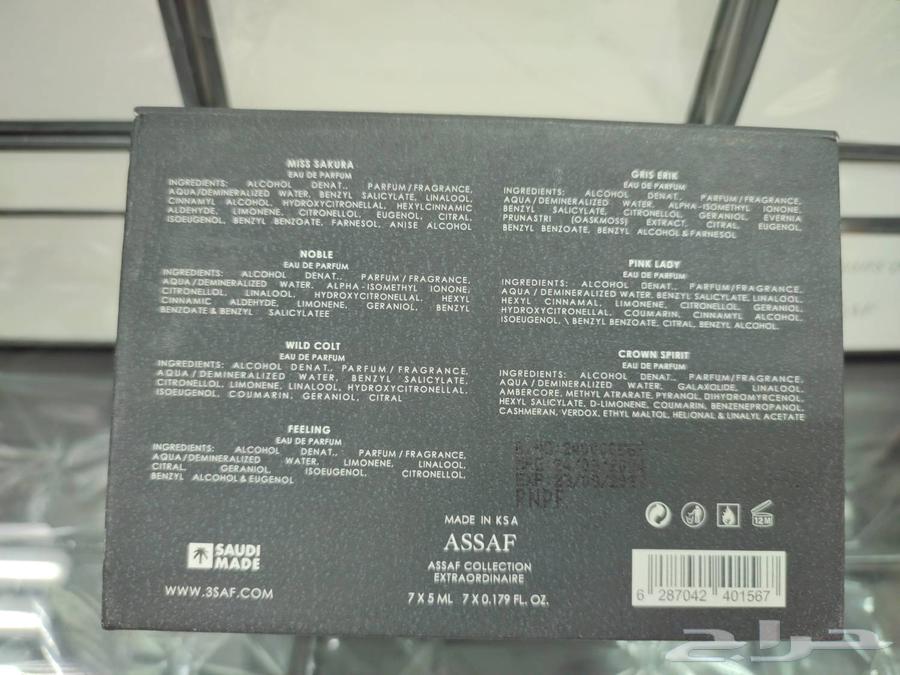 MISS SAKURA
EAU DE PARFUM
INGREDIENTS: ALCOHOL DENAT., PARFUM/FRAGRANCE,
AQUA/DEMINERALIZED WATER, BENZYL SALICYLATE, LINALOOL,
CINNAMYL ALCOHOL, HYDROXYCITRONELLAL, HEXYLCINNAMIC
ALDEHYDE, LIMONENE, CITRONELLOL, EUGENOL, CITRAL,
ISOEUGENOL, BENZYL BENZOATE, FARNESOL, ANISE ALCOHOL
NOBLE
EAU DE PARFUM
INGREDIENTS: ALCOHOL DENAT., PARFUM/FRAGRANCE,
AQUA/DEMINERALIZED WATER, ALPHA-ISOMETHYL IONONE,
CITRONELLOL, LINALOOL, HYDROXYCITRONELLAL, HEXYL
CINNAMIC ALDEHYDE, LIMONENE, GERANIOL, BENZYL
BENZOATE & BENZYL SALICYLATEE
WILD COLT
EAU DE PARFUM
INGREDIENTS: ALCOHOL DENAT., PARFUM/FRAGRANCE,
AQUA/DEMINERALIZED WATER, BENZYL SALICYLATE,
CITRONELLOL, LIMONENE, LINALOOL, HYDROXYCITRONELLAL,
ISOEUGENOL, COUMARIN, GERANIOL, CITRAL
FEELING
EAU DE PARFUM
INGREDIENTS: ALCOHOL DENAT., PARFUM/FRAGRANCE,
AQUA/DEMINERALIZED WATER, LIMONENE, LINALOOL,
CITRAL, GERANIOL, ISOEUGENOL, CITRONELLOL,
BENZYL ALCOHOL & EUGENOL
GRIS ERIK
EAU DE PARFUM
INGREDIENTS: ALCOHOL DENAT., PARFUM/FRAGRANCE,
AQUA/DEMINERALIZED WATER, ALPHA-ISOMETHYL IONONE,
BENZYL SALICYLATE, CITRONELLOL, GERANIOL, EVERNIA
PRUNASTRI (OASKMOSS) EXTRACT, CITRAL, EUGENOL,
BENZYL BENZOATE, BENZYL ALCOHOL & FARNESOL
PINK LADY
EAU DE PARFUM
INGREDIENTS: ALCOHOL DENAT., PARFUM/FRAGRANCE,
AQUA/DEMINERALIZED WATER, BENZYL SALICYLATE, LINALOOL,
HEXYL CINNAMAL, LIMONENE, CITRONELLOL, GERANIOL,
HYDROXYCITRONELLAL, COUMARIN, CINNAMYL ALCOHOL,
ISOEUGENOL, \ BENZYL BENZOATE, CITRAL, BENZYL ALCOHOL.
CROWN SPIRIT
EAU DE PARFUM
INGREDIENTS: ALCOHOL DENAT., PARFUM/FRAGRANCE,
AQUA/DEMINERALIZED WATER, GALAXOLIDE, LINALOOL,
AMBERCORE, METHYL ATRARATE, PYRANOL, DIHYDROMYRCENOL,
HEXYL SALICYLATE, D-LIMONENE, COUMARIN, BENZENEPROPANOL,
CASHMERAN, VERDOX, ETHYL MALTOL, HELIONAL & LINALYL ACETATE
PNPF
12M
MADE IN KSA
ASSAF
ASSAF COLLECTION
EXTRAORDINAIRE
7 X 5 ML 7 X 0.179 FL. OZ.
SAUDI
MADE
WWW.3SAF.COM
6 287042 401567
حراج